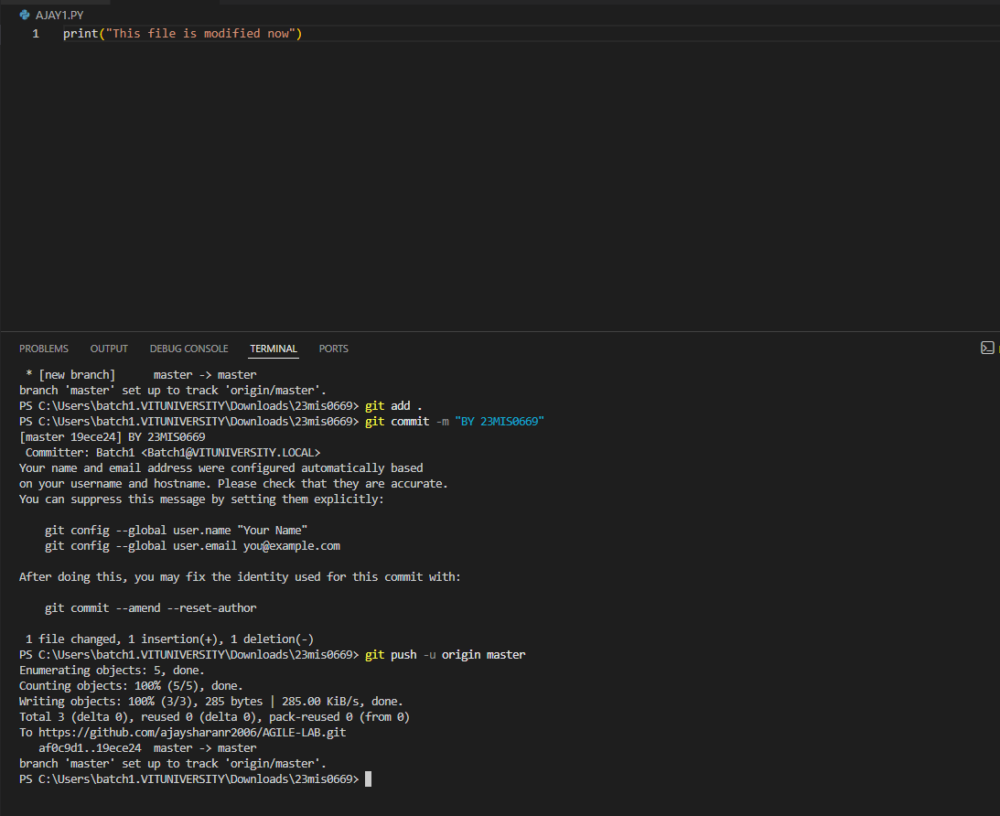 AJAY1.PY
1 print("This file is modified now")
PROBLEMS OUTPUT DEBUG CONSOLE TERMINAL PORTS
* [new branch] master -> master
branch 'master' set up to track 'origin/master'.
PS C:\Users\batch1.VITUNIVERSITY\Downloads\23mis0669> git add .
PS C:\Users\batch1.VITUNIVERSITY\Downloads\23mis0669> git commit -m "BY 23MIS0669"
[master 19ece24] BY 23MIS0669
Committer: Batch1 <Batch1@VITUNIVERSITY.LOCAL>
Your name and email address were configured automatically based
on your username and hostname. Please check that they are accurate.
You can suppress this message by setting them explicitly:
git config --global user.name "Your Name"
git config --global user.email you@example.com
After doing this, you may fix the identity used for this commit with:
git commit --amend --reset-author
1 file changed, 1 insertion(+), 1 deletion(-)
PS C:\Users\batch1.VITUNIVERSITY\Downloads\23mis0669> git push -u origin master
Enumerating objects: 5, done.
Counting objects: 100% (5/5), done.
Writing objects: 100% (3/3), 285 bytes | 285.00 KiB/s, done.
Total 3 (delta 0), reused 0 (delta 0), pack-reused 0 (from 0)
To https://github.com/ajaysharanr2006/AGILE-LAB.git
af0c9d1..19ece24 master -> master
branch 'master' set up to track 'origin/master'.
PS C:\Users\batch1.VITUNIVERSITY\Downloads\23mis0669>